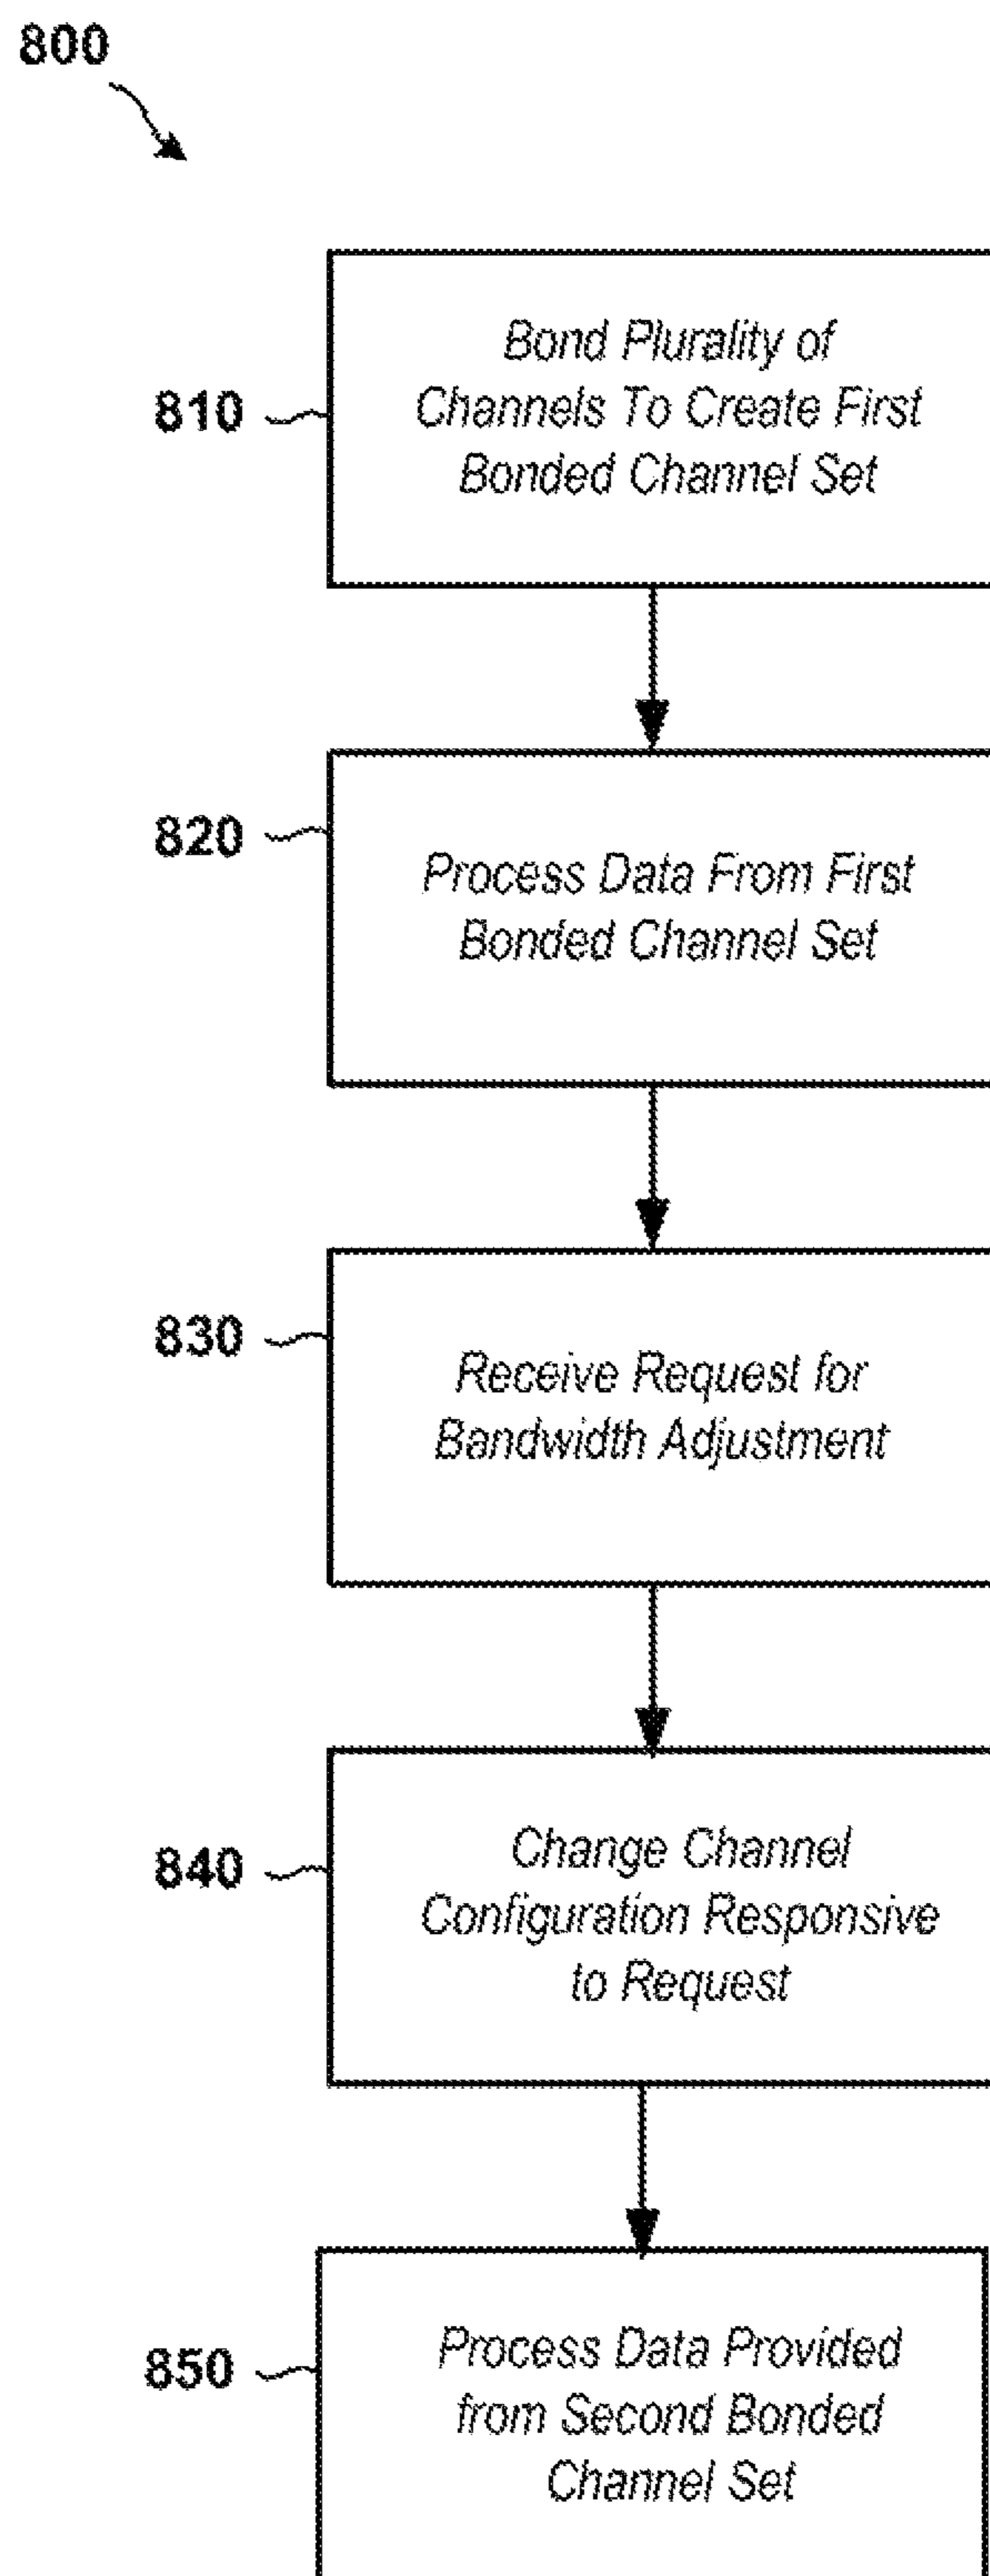 800
810
Bond Plurality of
Channels To Create First
Bonded Channel Set
820
Process Data From First
Bonded Channel Set
830
Receive Request for
Bandwidth Adjustment
840
Change Channel
Configuration Responsive
to Request
850
Process Data Provided
from Second Bonded
Channel Set